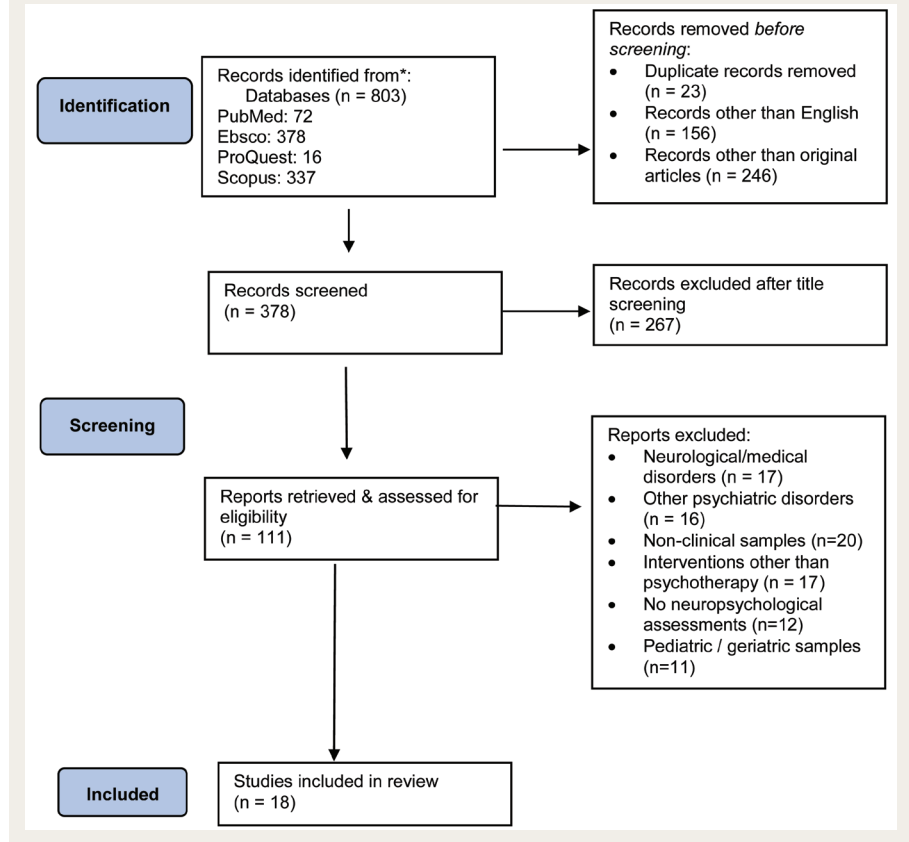 Identification
Records identified from*:
Databases (n = 803)
PubMed: 72
Ebsco: 378
ProQuest: 16
Scopus: 337
Records removed before
screening:
• Duplicate records removed
(n = 23)
• Records other than English
(n = 156)
• Records other than original
articles (n = 246)
Records screened
(n = 378)
Records excluded after title
screening
(n = 267)
Screening
Reports retrieved & assessed for
eligibility
(n = 111)
Reports excluded:
• Neurological/medical
disorders (n = 17)
• Other psychiatric disorders
(n = 16)
• Non-clinical samples (n=20)
• Interventions other than
psychotherapy (n = 17)
• No neuropsychological
assessments (n=12)
• Pediatric / geriatric samples
(n=11)
Included
Studies included in review
(n = 18)